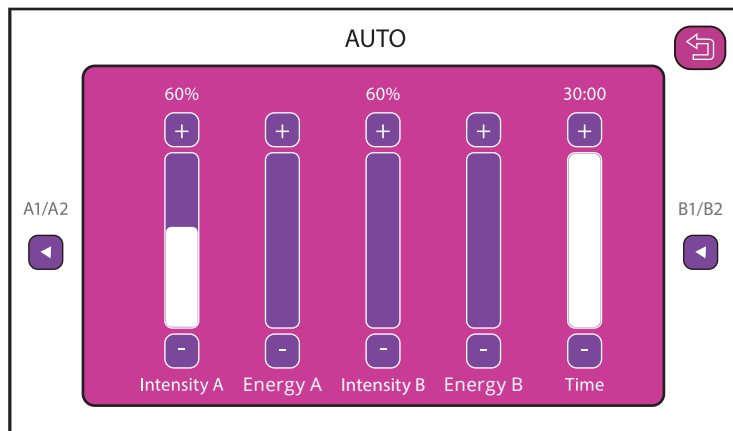 AUTO
60% 60% 30:00
+ + + + +
A1/A2 B1/B2
- - - - -
Intensity A Energy A Intensity B Energy B Time